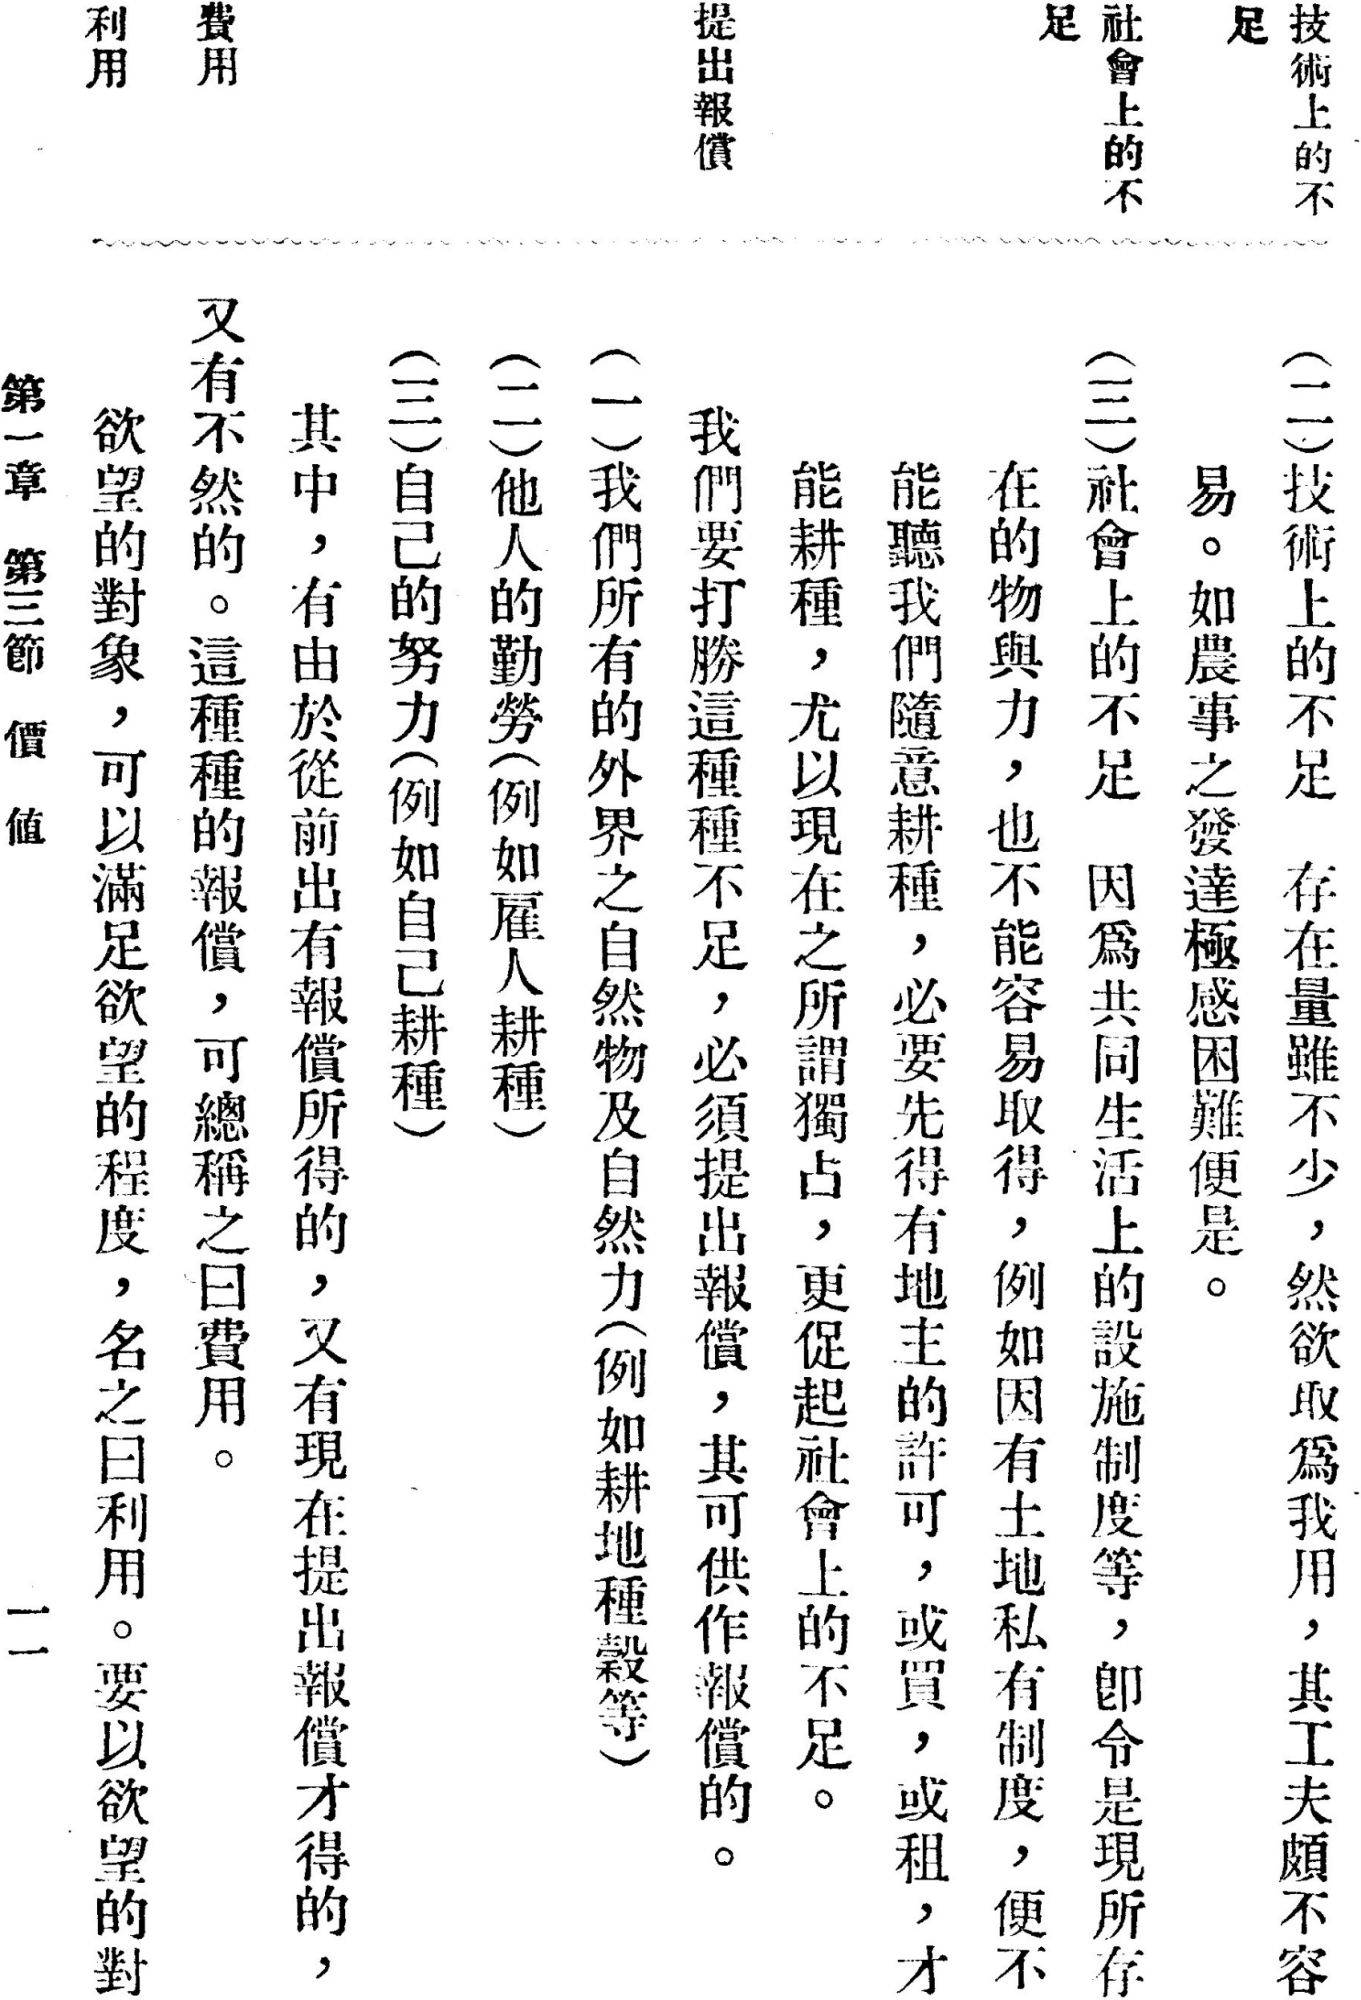 技術上的不
足
社會上的不
足
提出報償
費用
利用
(二)技術上的不足　存在量雖不少，然欲取爲我用，其工夫頗不容
易。如農事之發達極感困難便是。
(三)社會上的不足　因爲共同生活上的設施制度等，卽令是現所存
在的物與力，也不能容易取得，例如因有土地私有制度，便不
能聽我們隨意耕種，必要先得有地主的許可，或買，或租，才
能耕種，尤以現在之所謂獨占，更促起社會上的不足。
我們要打勝這種種不足，必須提出報償，其可供作報償的。
(一)我們所有的外界之自然物及自然力(例如耕地種穀等)
(二)他人的勤勞(例如雇人耕種)
(三)自己的努力(例如自己耕種)
其中，有由於從前出有報償所得的，又有現在提出報償才得的，
又有不然的。這種種的報償，可總稱之曰費用。
欲望的對象，可以滿足欲望的程度，名之曰利用。要以欲望的對
第一章　第三節　價　値
一一